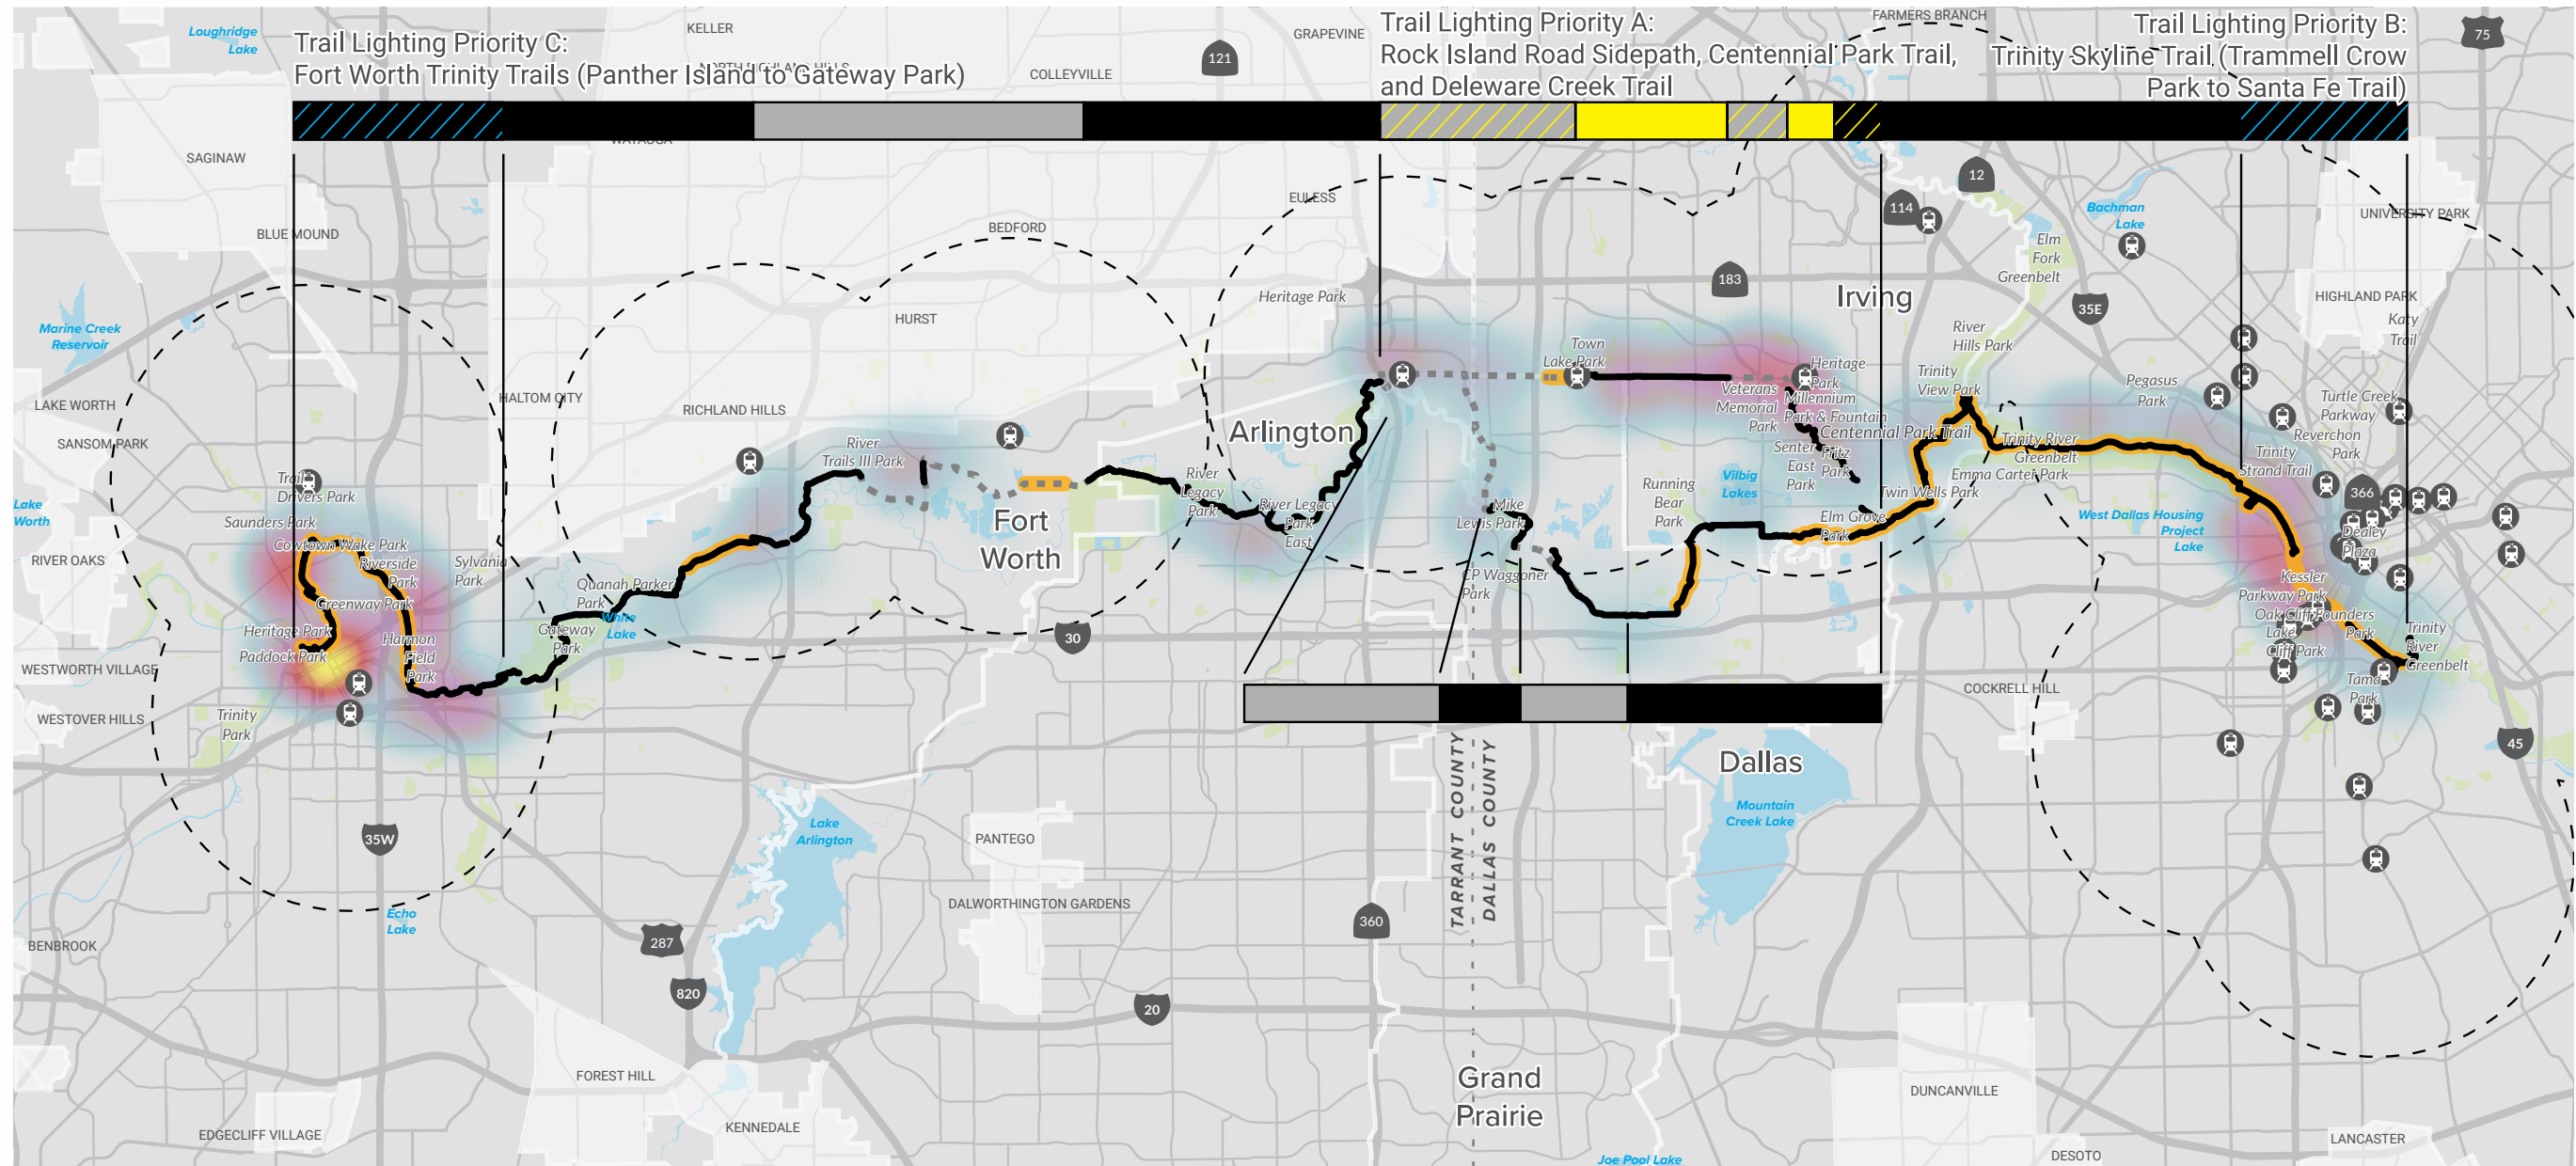 Trail Lighting Priority C:
Fort Worth Trinity Trails (Panther Island to Gateway Park)
Trail Lighting Priority A:
Rock Island Road Sidepath, Centennial Park Trail,
and Deleware Creek Trail
Trail Lighting Priority B:
Trinity Skyline Trail (Trammell Crow
Park to Santa Fe Trail)
Loughridge
Lake
KELLER
NORTH RICHLAND HILLS
COLLEYVILLE
121
GRAPEVINE
FARMERS BRANCH
75
WATAUGA
SAGINAW
BLUE MOUND
BEDFORD
EULESS
12
114
Bachman
Lake
UNIVERSITY PARK
Elm
Fork
Greenbelt
183
Heritage Park
Irving
35E
HIGHLAND PARK
Katy
Trail
Marine Creek
Reservoir
HURST
River
Hills Park
Town
Lake Park
Heritage
Park
Trinity
View Park
Pegasus
Park
LAKE WORTH
HALTOM CITY
RICHLAND HILLS
Veterans
Memorial
Park
Millennium
Park & Fountain
Turtle Creek
Parkway
SANSOM PARK
Arlington
Centennial Park Trail
Trinity River
Greenbelt
Reverchon
Park
River
Trails III Park
Senter
East
Park
Fritz
Park
Trinity
Strand Trail
Trail
Drivers Park
River
Legacy
Park
Running
Bear
Park
Vilbig
Lakes
Emma Carter Park
Twin Wells Park
366
Lake
Worth
Saunders Park
River Legacy
Park
East
Mike
Lewis Park
Elm Grove
Park
West Dallas Housing
Project
Lake
Dealey
Plaza
Fort
Worth
Cowtown Wake Park
RIVER OAKS
Riverside
Park
Sylvania
Park
Quanah Parker
Park
CP Waggoner
Park
Kessler
Parkway Park
Greenway Park
White
Lake
Oak Cliff Founders
Park
Lake
Cliff Park
Heritage Park
Harmon
Field
Park
Gateway
Park
30
Trinity
River
Greenbelt
Paddock Park
WESTWORTH VILLAGE
Tama
Park
COCKRELL HILL
WESTOVER HILLS
Trinity
Park
45
TARRANT COUNTY
DALLAS COUNTY
Dallas
Mountain
Creek Lake
35W
Lake
Arlington
PANTEGO
DALWORTHINGTON GARDENS
Echo
Lake
360
BENBROOK
287
820
20
FOREST HILL
Grand
Prairie
DUNCANVILLE
EDGECLIFF VILLAGE
KENNEDALE
LANCASTER
DESOTO
Joe Pool Lake